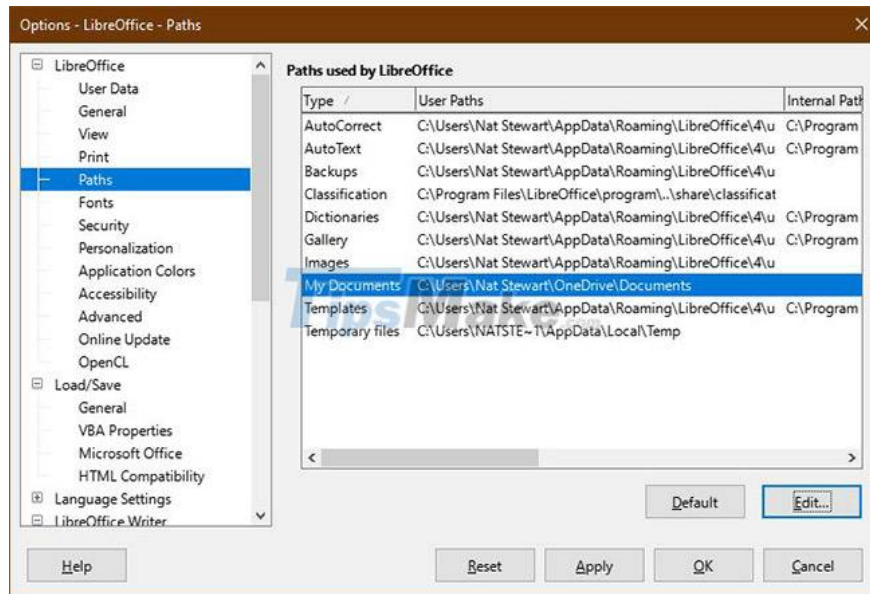 Options - LibreOffice - Paths
LibreOffice
User Data
General
View
Print
Paths
Fonts
Security
Personalization
Application Colors
Accessibility
Advanced
Online Update
OpenCL
Load/Save
General
VBA Properties
Microsoft Office
HTML Compatibility
Language Settings
LibreOffice Writer
Paths used by LibreOffice
Type / User Paths Internal Path
AutoCorrect C:\Users\Nat Stewart\AppData\Roaming\LibreOffice\4\u C:\Program
AutoText C:\Users\Nat Stewart\AppData\Roaming\LibreOffice\4\u C:\Program
Backups C:\Users\Nat Stewart\AppData\Roaming\LibreOffice\4\u
Classification C:\Program Files\LibreOffice\program\..\share\classificat
Dictionaries C:\Users\Nat Stewart\AppData\Roaming\LibreOffice\4\u C:\Program
Gallery C:\Users\Nat Stewart\AppData\Roaming\LibreOffice\4\u C:\Program
Images C:\Users\Nat Stewart\AppData\Roaming\LibreOffice\4\u
My Documents C:\Users\Nat Stewart\OneDrive\Documents
Templates C:\Users\Nat Stewart\AppData\Roaming\LibreOffice\4\u C:\Program
Temporary files C:\Users\NATSTE~1\AppData\Local\Temp
TipsMake.com
Default Edit...
Help Reset Apply OK Cancel